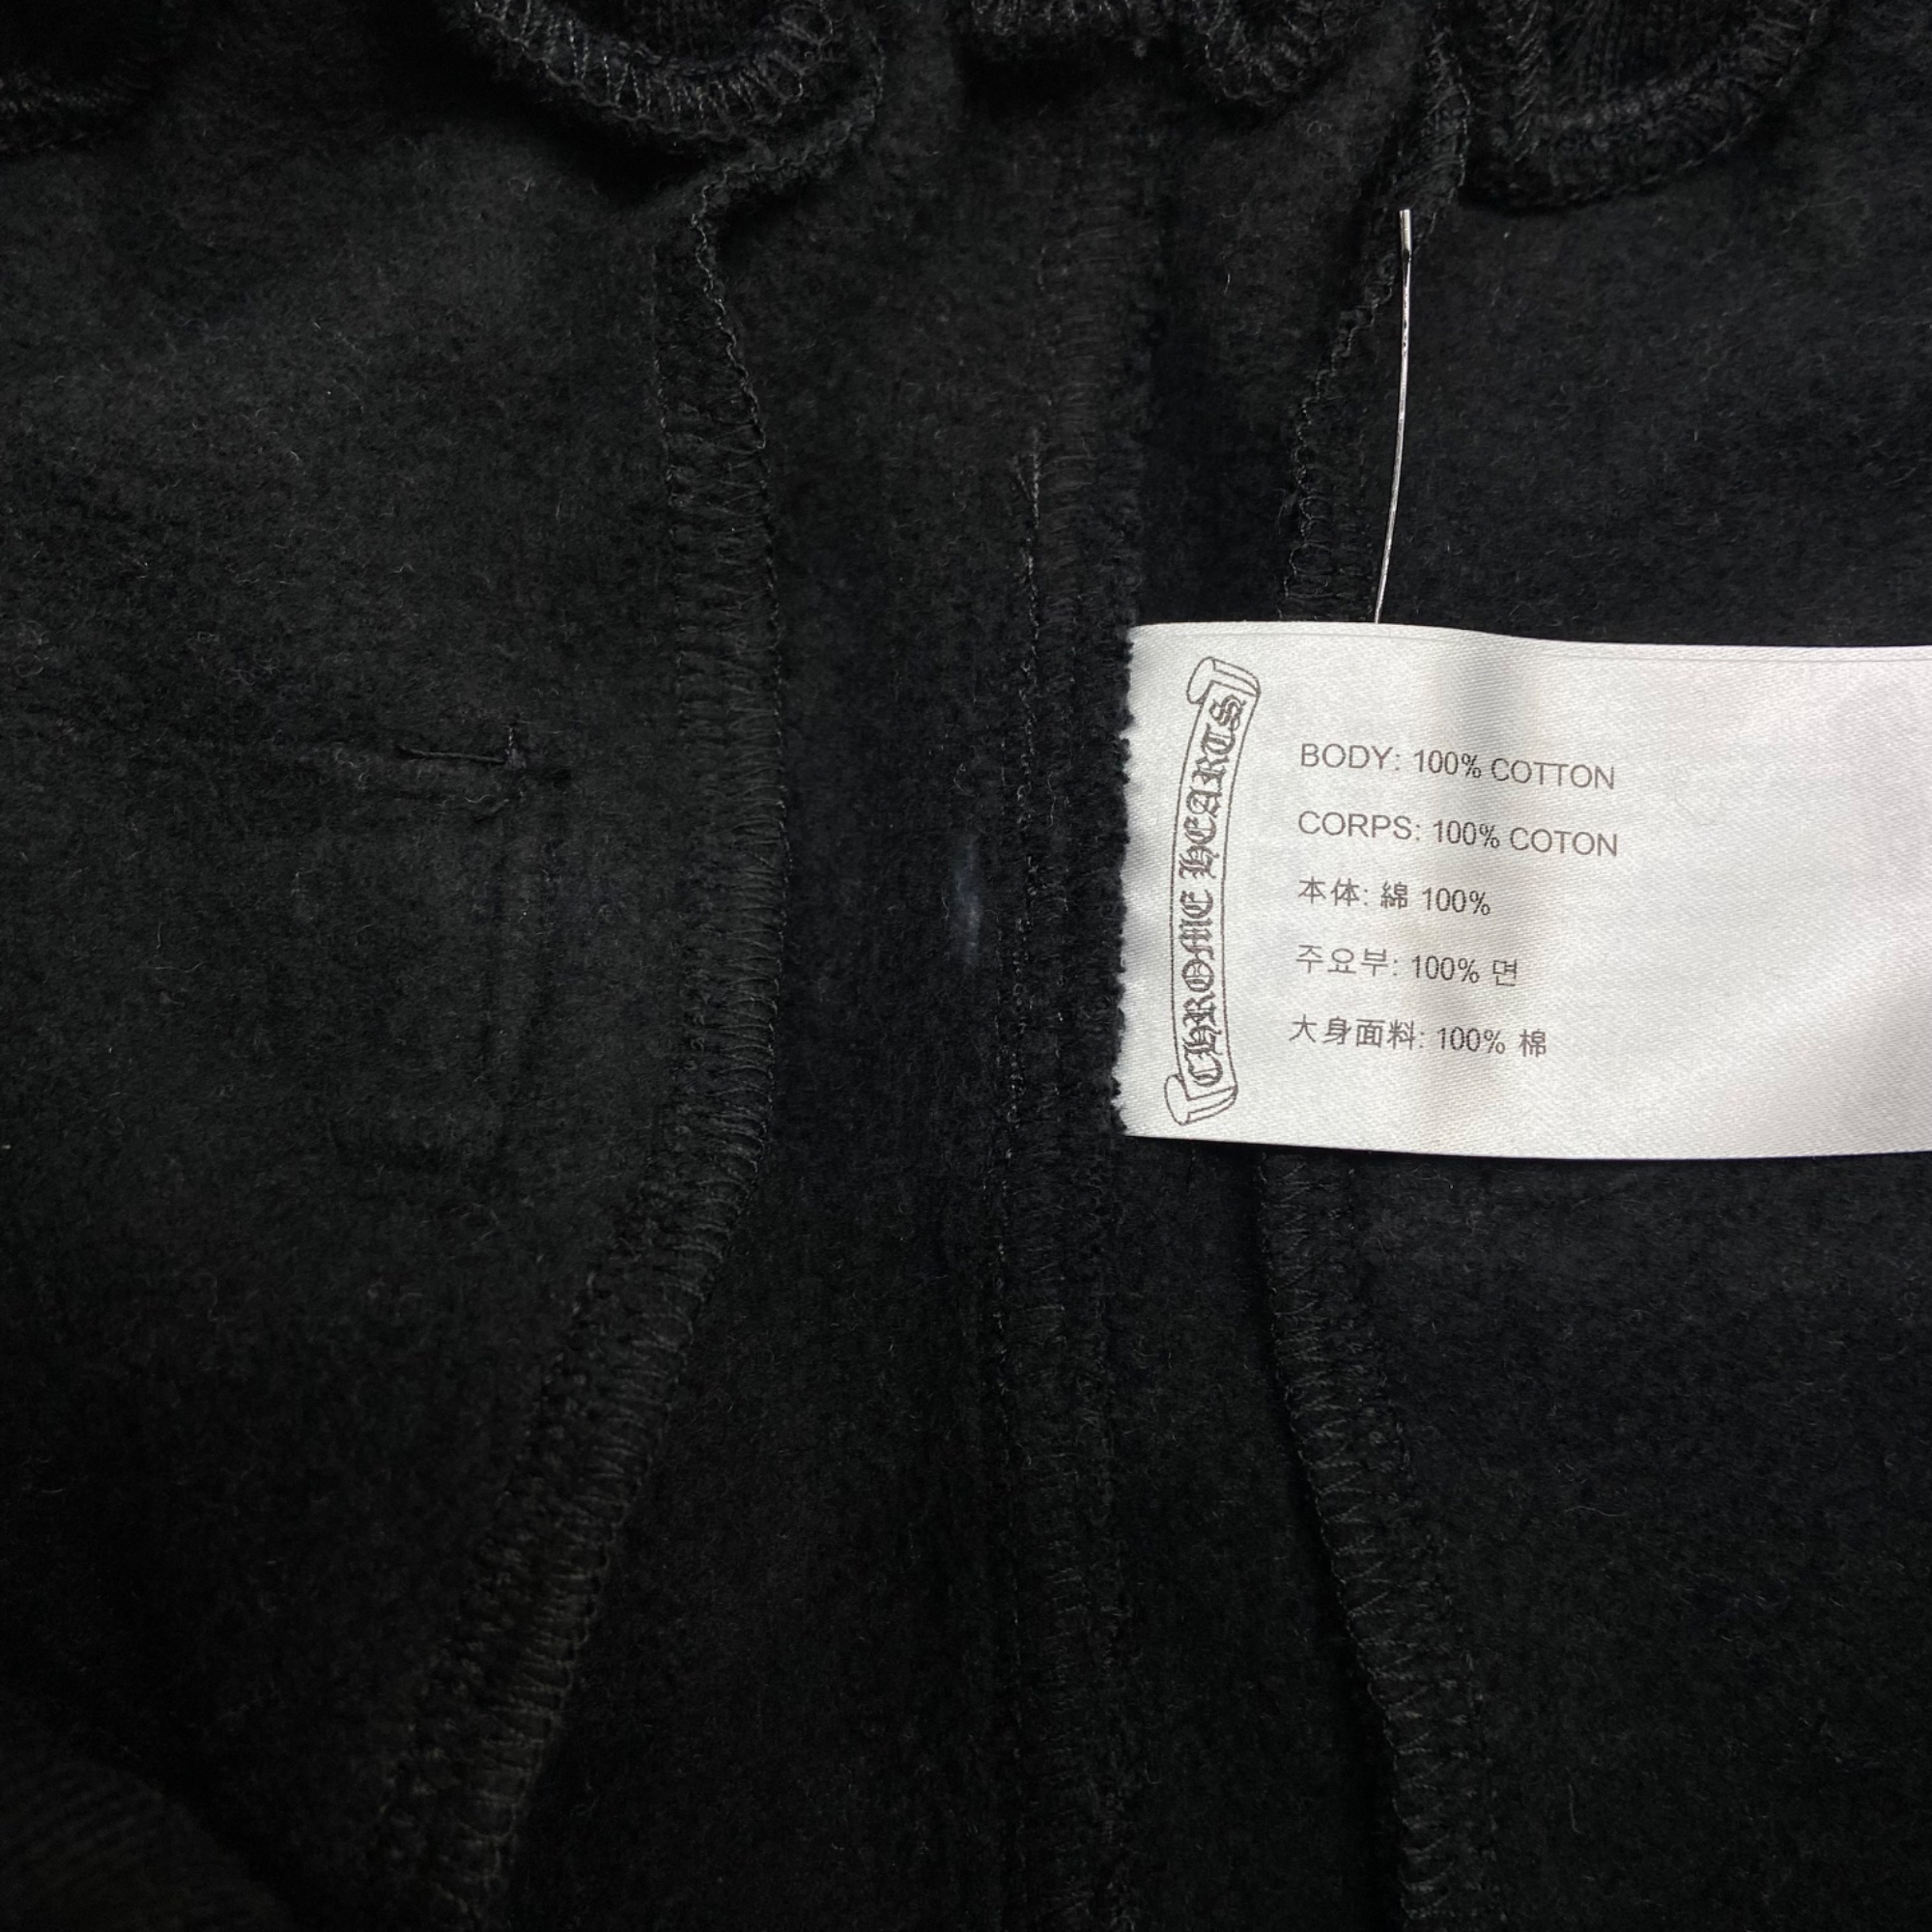 CHROME HEARTS
BODY: 100% COTTON
CORPS: 100% COTON
本体: 綿 100%
주요부: 100% 면
大身面料: 100% 棉